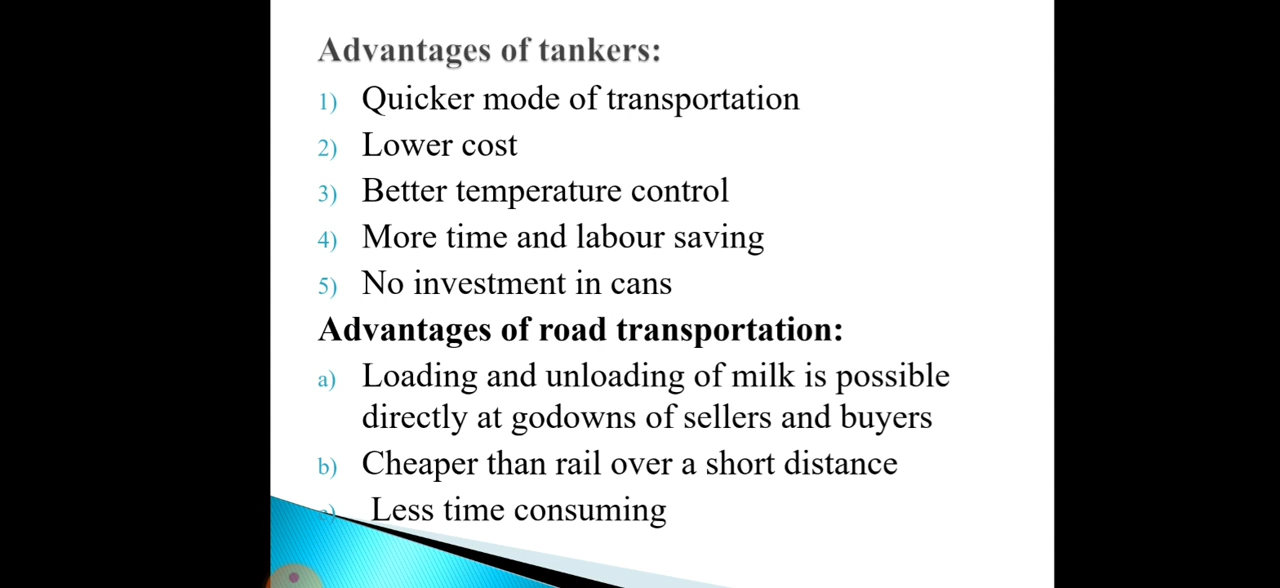 Advantages of tankers:
1) Quicker mode of transportation
2) Lower cost
3) Better temperature control
4) More time and labour saving
5) No investment in cans
Advantages of road transportation:
a) Loading and unloading of milk is possible
directly at godowns of sellers and buyers
b) Cheaper than rail over a short distance
c) Less time consuming